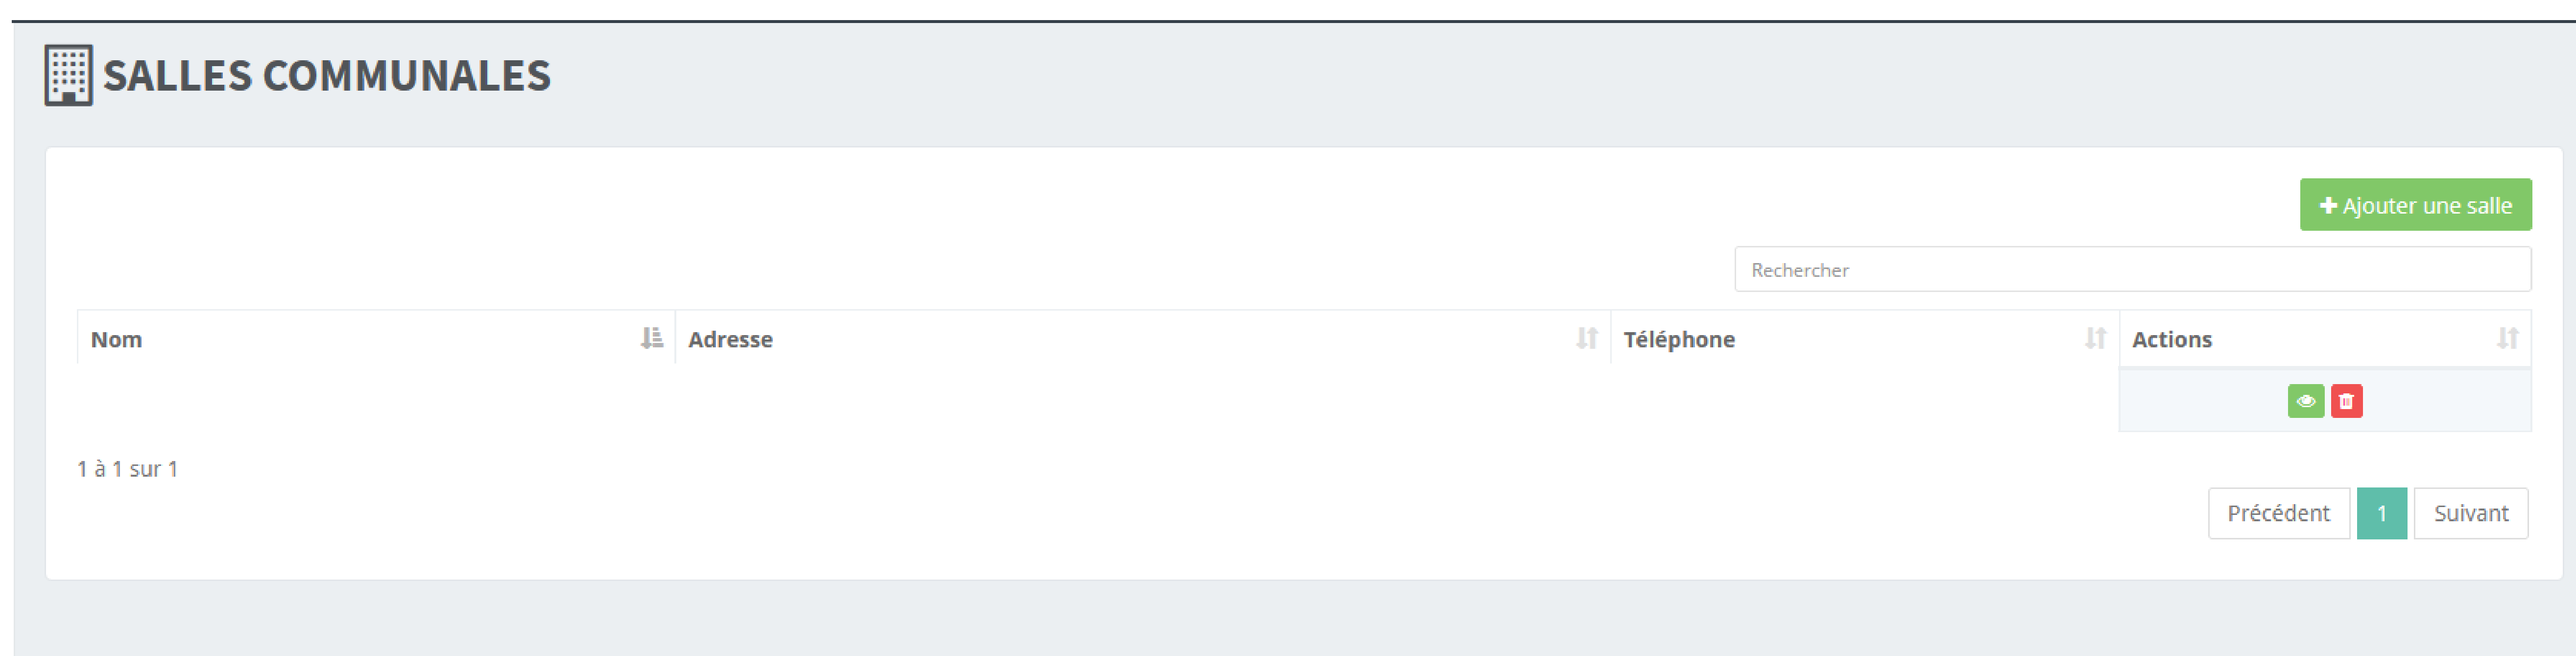 SALLES COMMUNALES
Ajouter une salle
Rechercher
Nom Adresse Téléphone Actions
1 à 1 sur 1
Précédent 1 Suivant